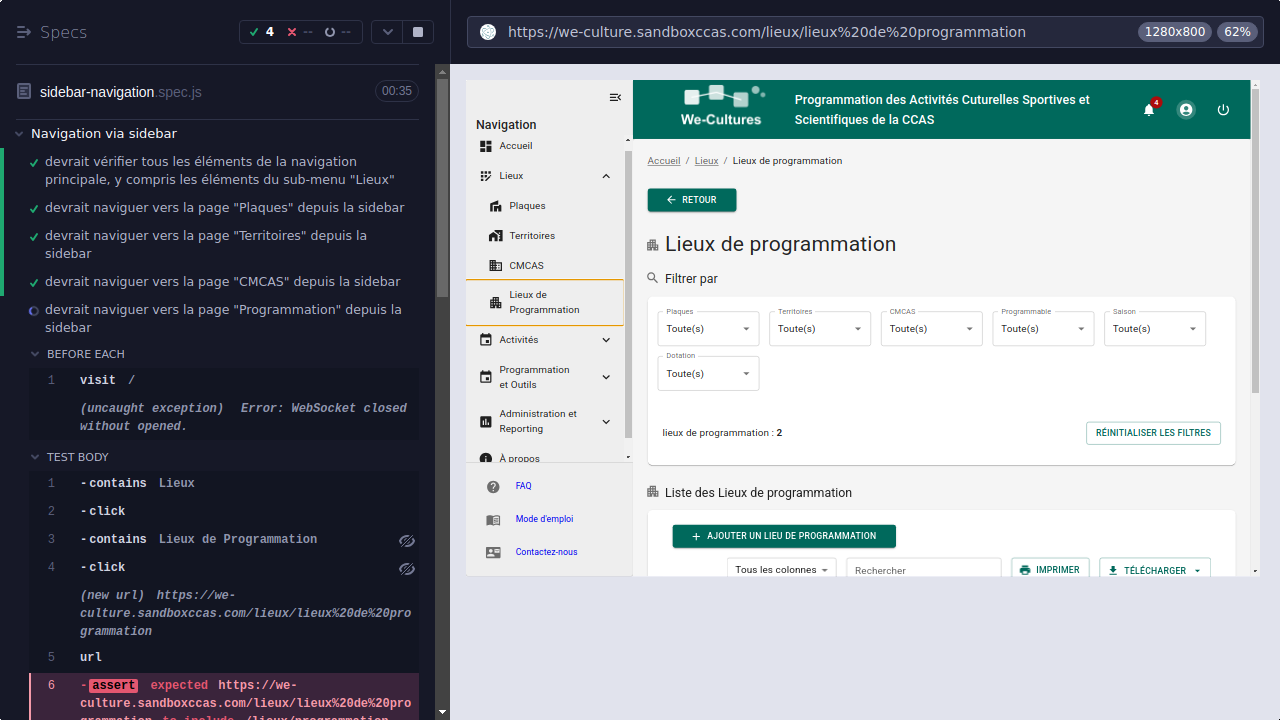 Specs
4
--
--
https://we-culture.sandboxccas.com/lieux/lieux%20de%20programmation
1280x800
62%
sidebar-navigation.spec.js
00:35
Navigation via sidebar
devrait vérifier tous les éléments de la navigation
principale, y compris les éléments du sub-menu "Lieux"
devrait naviguer vers la page "Plaques" depuis la sidebar
devrait naviguer vers la page "Territoires" depuis la
sidebar
devrait naviguer vers la page "CMCAS" depuis la sidebar
devrait naviguer vers la page "Programmation" depuis la
sidebar
BEFORE EACH
1 visit /
(uncaught exception) Error: WebSocket closed
without opened.
TEST BODY
1 -contains Lieux
2 -click
3 -contains Lieux de Programmation
4 -click
(new url) https://we-
culture.sandboxccas.com/lieux/lieux%20de%20pro
grammation
5 url
6 -assert expected https://we-
culture.sandboxccas.com/lieux/lieux%20de%20pro
grammation to include /lieux/programmation
Navigation
Accueil
Lieux
Plaques
Territoires
CMCAS
Lieux de
Programmation
Activités
Programmation
et Outils
Administration et
Reporting
À propos
FAQ
Mode d'emploi
Contactez-nous
We-Cultures
Programmation des Activités Cuturelles Sportives et
Scientifiques de la CCAS
4
Accueil / Lieux / Lieux de programmation
RETOUR
Lieux de programmation
Filtrer par
Plaques
Toute(s)
Territoires
Toute(s)
CMCAS
Toute(s)
Programmable
Toute(s)
Saison
Toute(s)
Dotation
Toute(s)
lieux de programmation : 2
RÉINITIALISER LES FILTRES
Liste des Lieux de programmation
AJOUTER UN LIEU DE PROGRAMMATION
Tous les colonnes
Rechercher
IMPRIMER
TÉLÉCHARGER